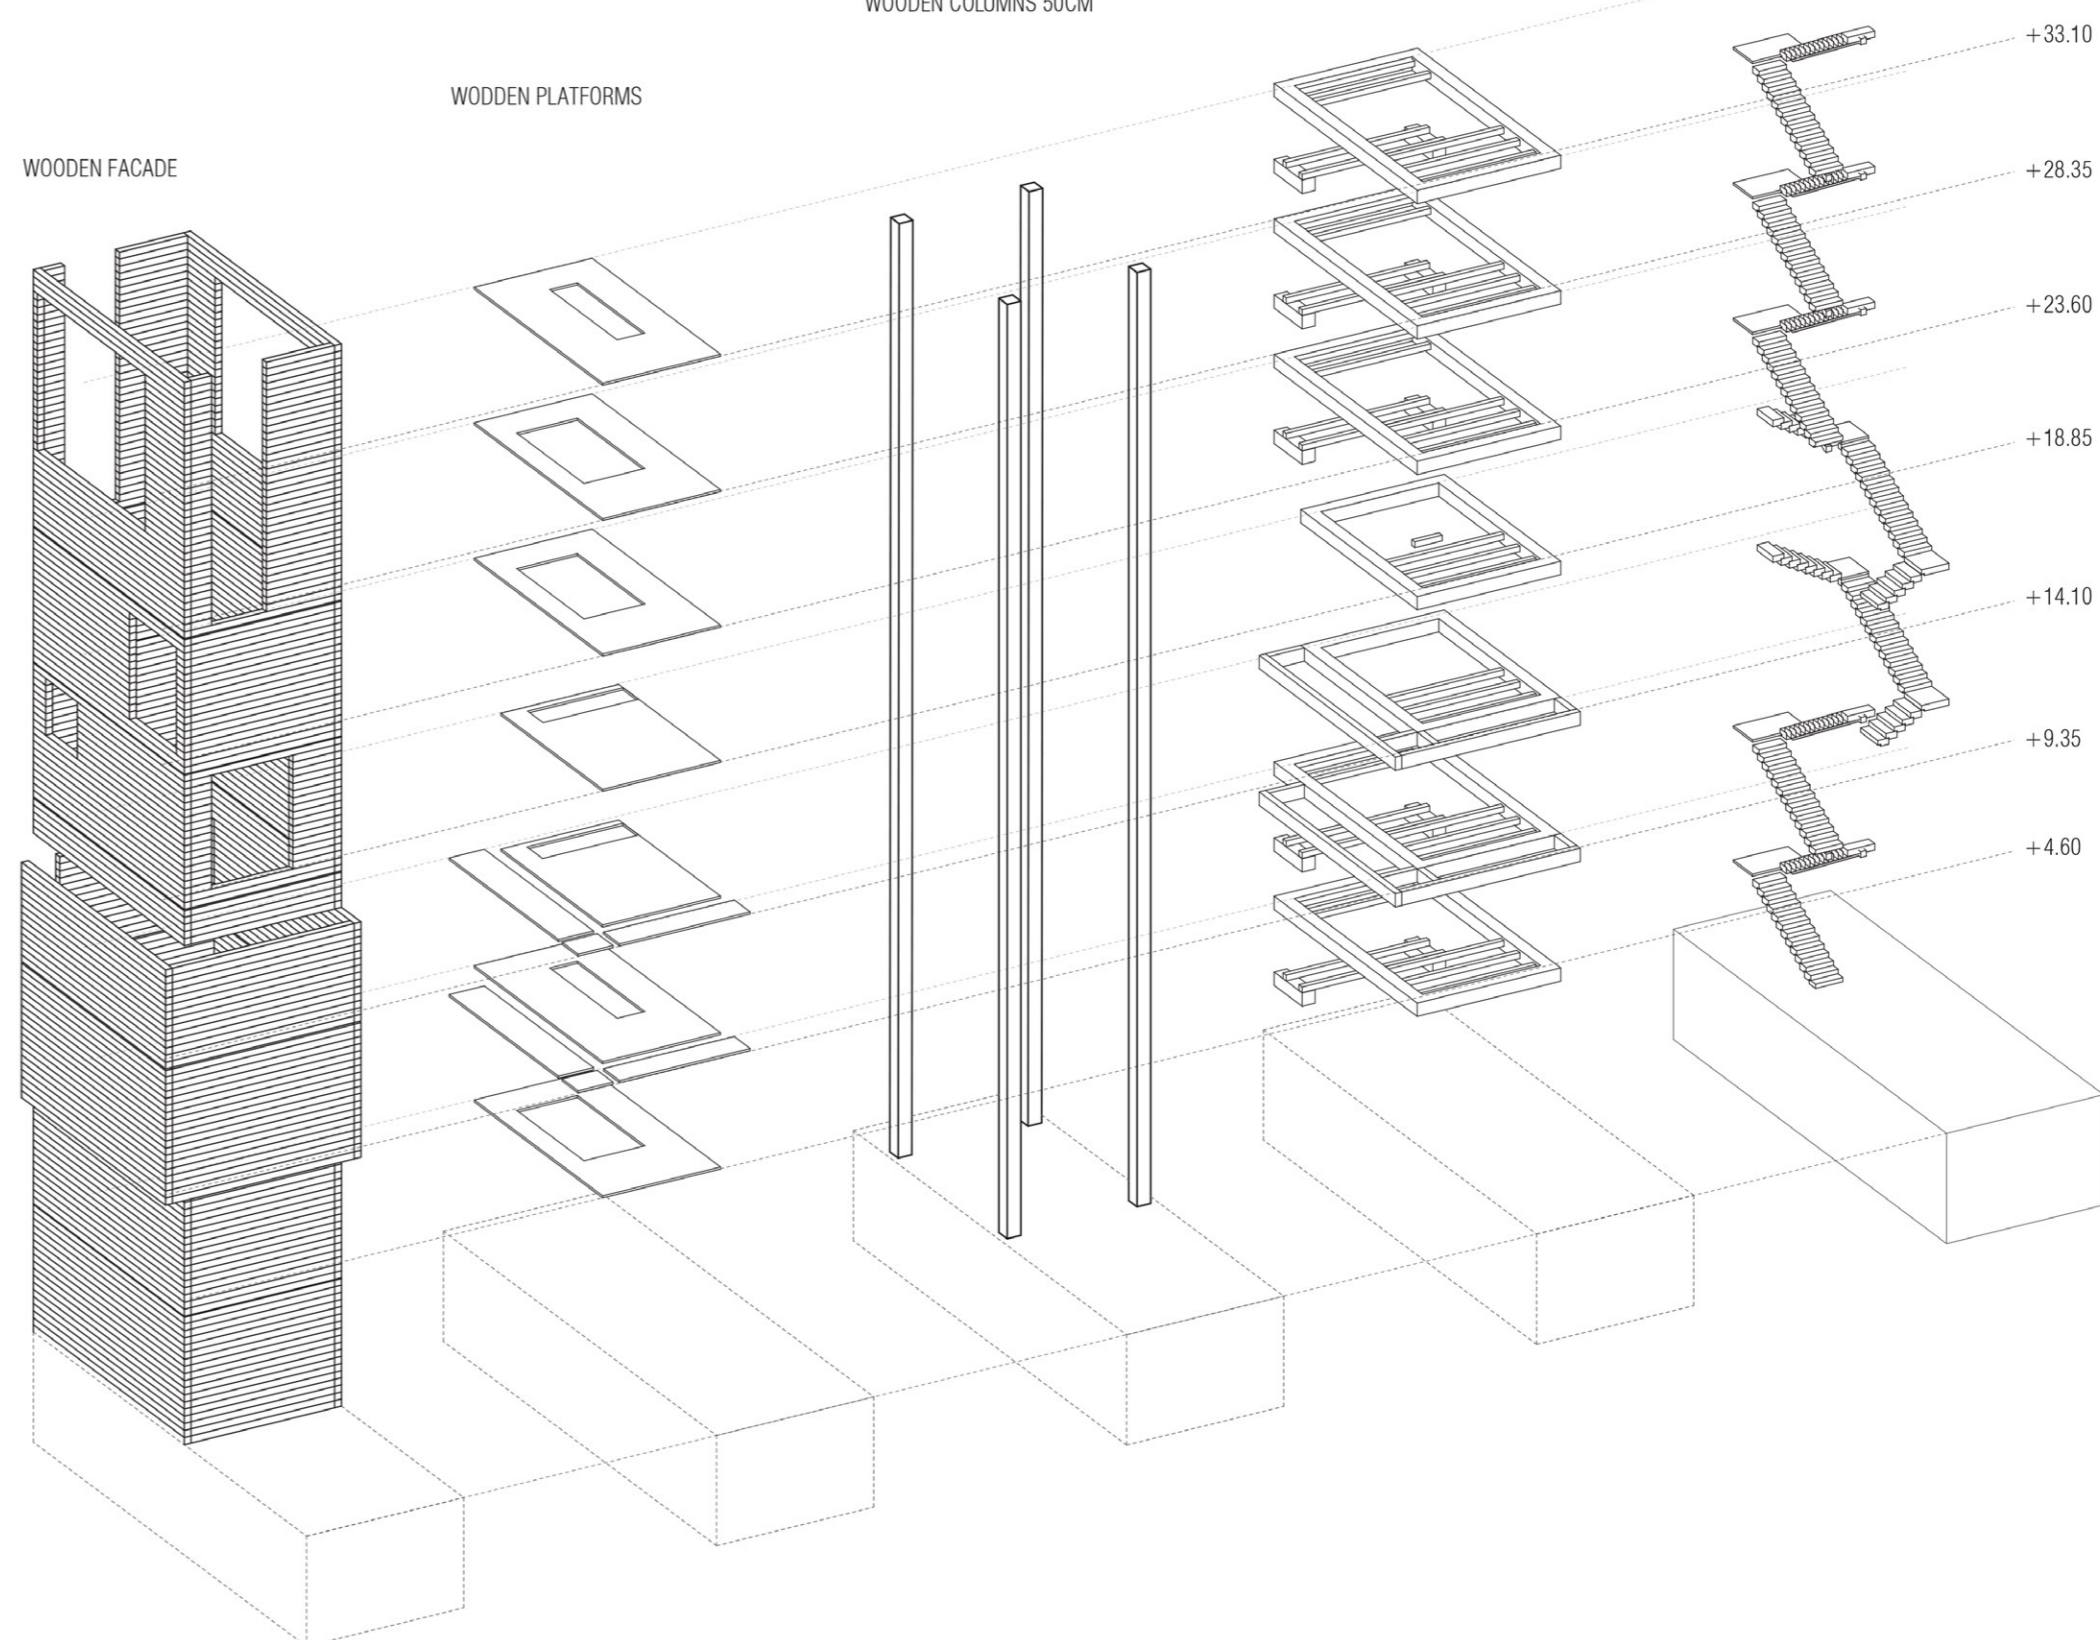 WOODEN COLUMNS 50CM
WODDEN PLATFORMS
WOODEN FACADE
+33.10
+28.35
+23.60
+18.85
+14.10
+9.35
+4.60